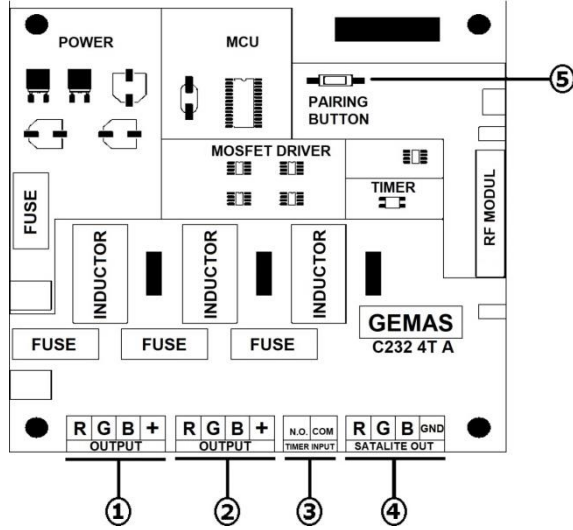 POWER
MCU
PAIRING
BUTTON
5
MOSFET DRIVER
TIMER
FUSE
RF MODUL
INDUCTOR
INDUCTOR
INDUCTOR
GEMAS
C232 4T A
FUSE
FUSE
FUSE
R G B +
OUTPUT
R G B +
OUTPUT
N.O. COM
TIMER INPUT
R G B GND
SATALITE OUT
1
2
3
4